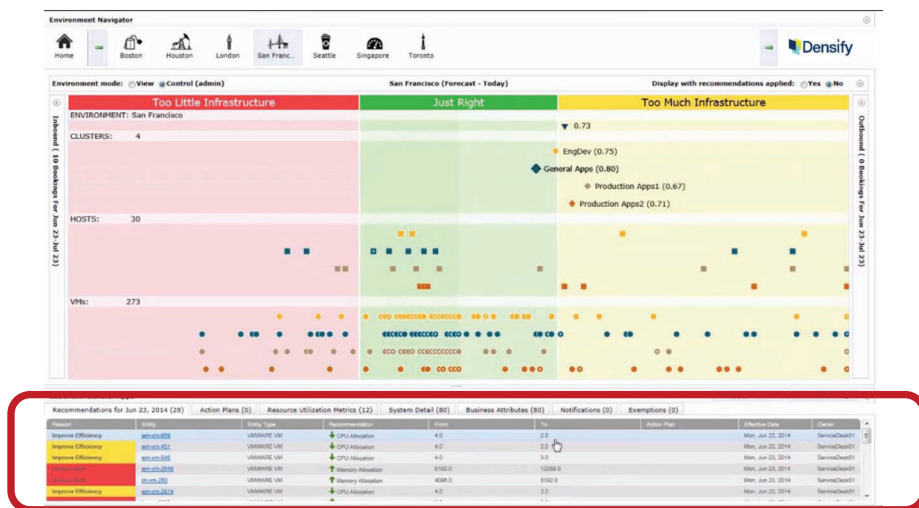 Environment Navigator
Home
Boston
Houston
London
San Franc...
Seattle
Singapore
Toronto
Densify
Environment mode: View Control (admin)
San Francisco (Forecast - Today)
Display with recommendations applied: Yes No
Too Little Infrastructure
Just Right
Too Much Infrastructure
Inbound ( 10 Bookings For Jun 23-Jul 23)
Outbound ( 0 Bookings For Jun 23-Jul 23)
ENVIRONMENT: San Francisco
0.73
CLUSTERS: 4
EngDev (0.75)
General Apps (0.80)
Production Apps1 (0.67)
Production Apps2 (0.71)
HOSTS: 30
VMs: 273
Recommendations for Jun 23, 2014 (28)
Action Plans (0)
Resource Utilization Metrics (12)
System Detail (80)
Business Attributes (80)
Notifications (0)
Exemptions (0)
Reason Entity Entity Type Recommendation From To Action Plan Effective Date Owner
Improve Efficiency VMWARE VM CPU Allocation 4.0 2.0 Mon, Jun 23, 2014 ServiceDesk01
Improve Efficiency VMWARE VM CPU Allocation 4.0 2.0 Mon, Jun 23, 2014 ServiceDesk01
Improve Efficiency VMWARE VM CPU Allocation 4.0 3.0 Mon, Jun 23, 2014 ServiceDesk01
VMWARE VM Memory Allocation 8192.0 12288.0 Mon, Jun 23, 2014 ServiceDesk01
VMWARE VM Memory Allocation 4096.0 8192.0 Mon, Jun 23, 2014 ServiceDesk01
Improve Efficiency VMWARE VM CPU Allocation 4.0 Mon, Jun 23, 2014 ServiceDesk01